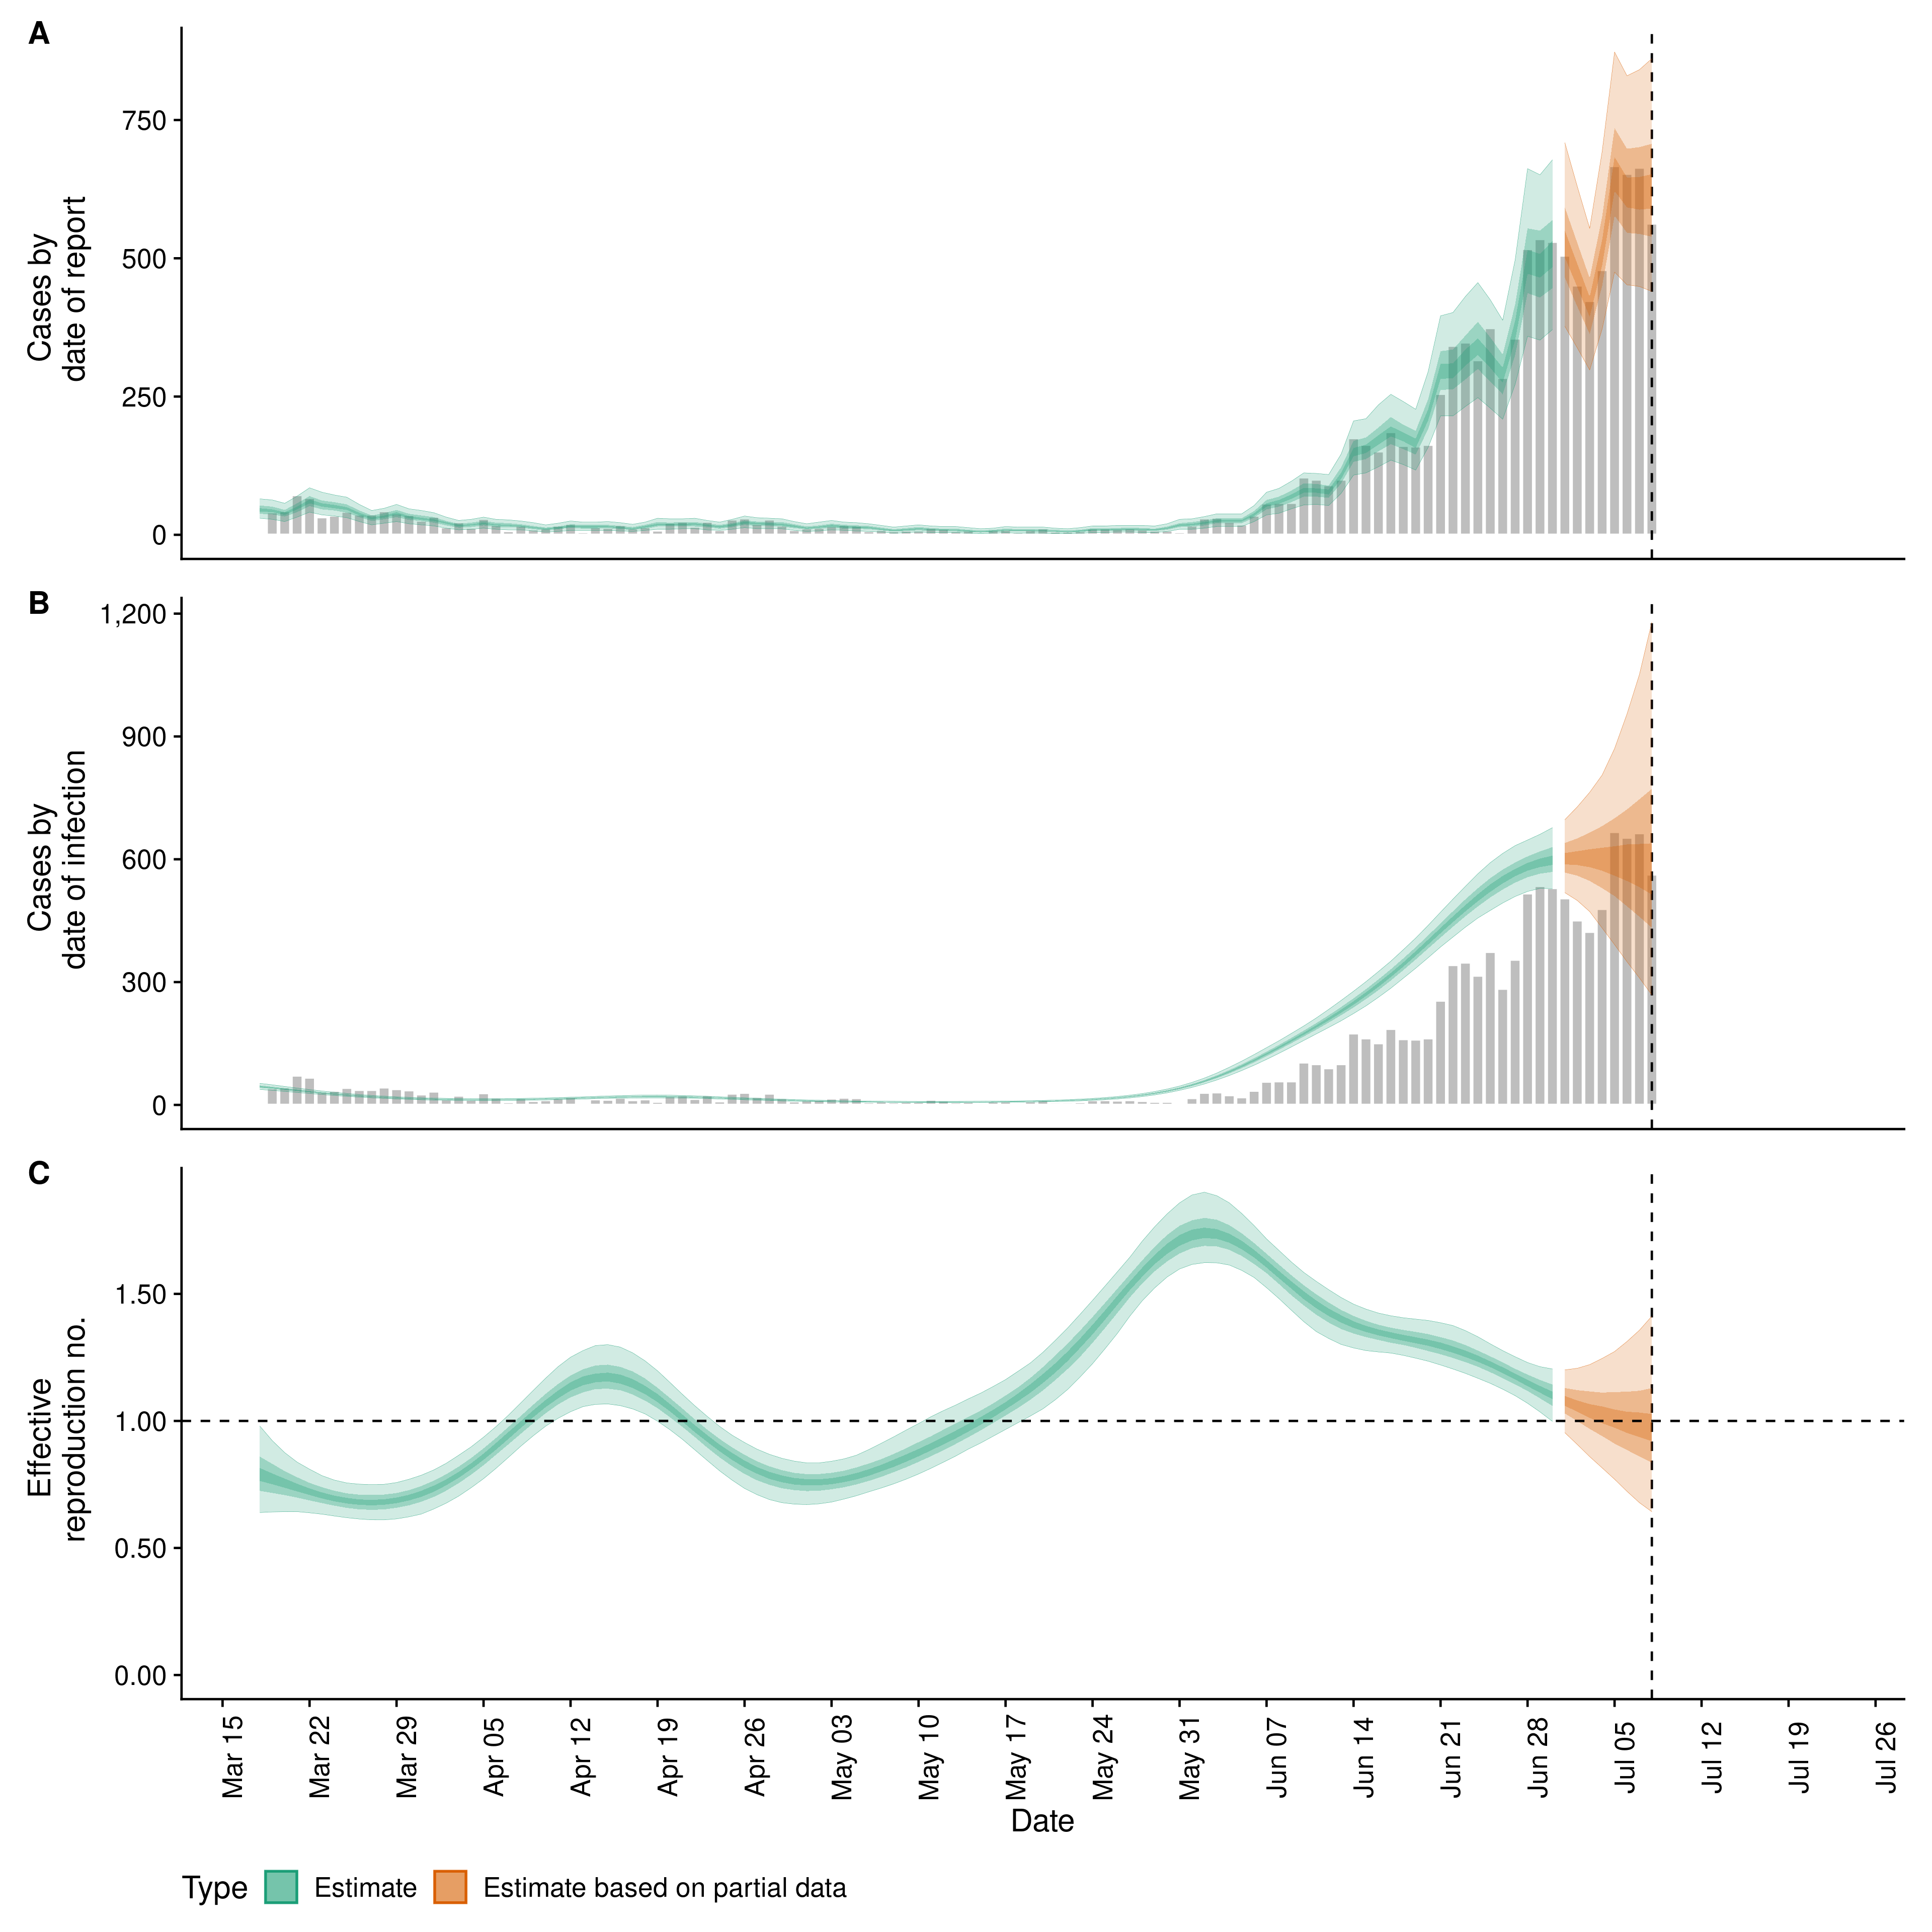 A
Cases by
date of report
750
500
250
0
B
Cases by
date of infection
1,200
900
600
300
0
C
Effective
reproduction no.
1.50
1.00
0.50
0.00
Mar 15
Mar 22
Mar 29
Apr 05
Apr 12
Apr 19
Apr 26
May 03
May 10
May 17
May 24
May 31
Jun 07
Jun 14
Jun 21
Jun 28
Jul 05
Jul 12
Jul 19
Jul 26
Date
Type Estimate Estimate based on partial data